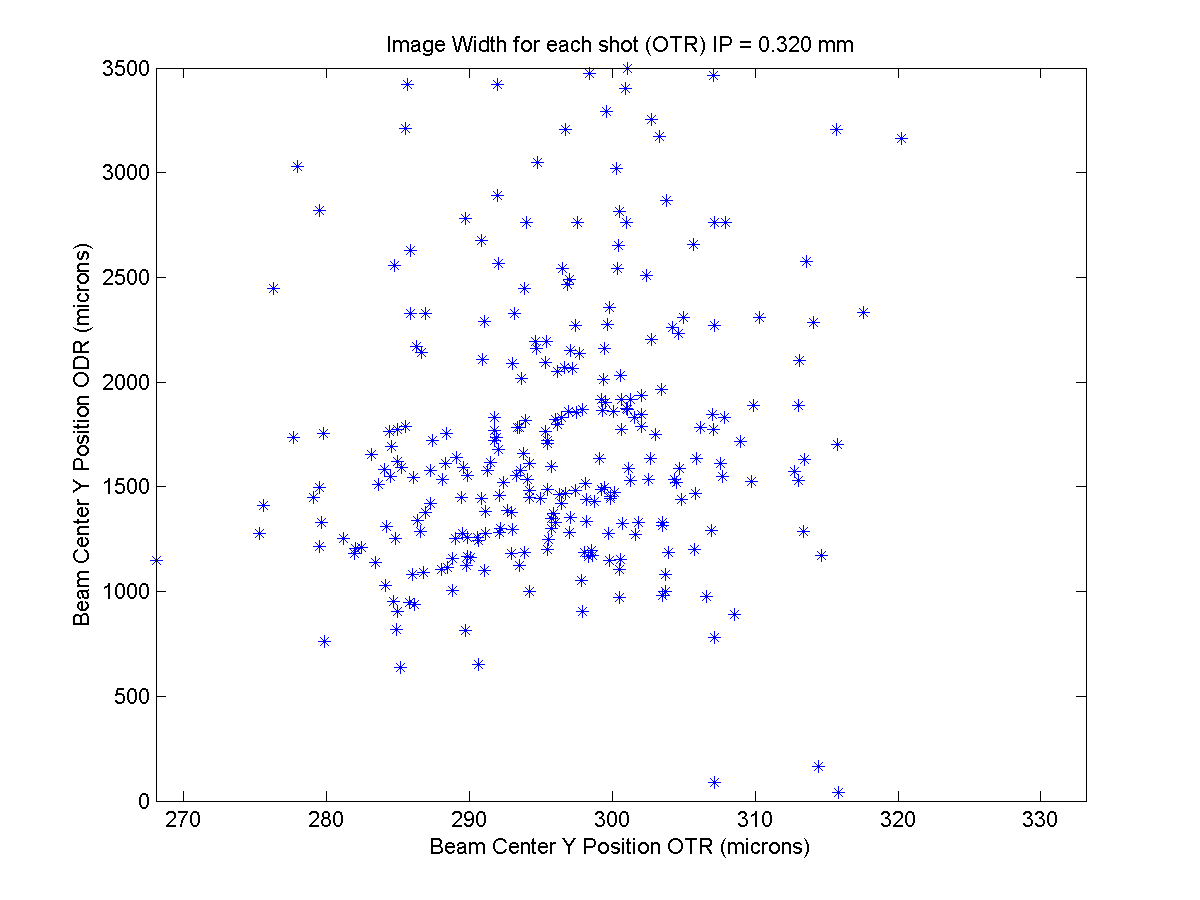 Image Width for each shot (OTR) IP = 0.320 mm
3500
3000
2500
2000
1500
1000
500
0
Beam Center Y Position ODR (microns)
270 280 290 300 310 320 330
Beam Center Y Position OTR (microns)